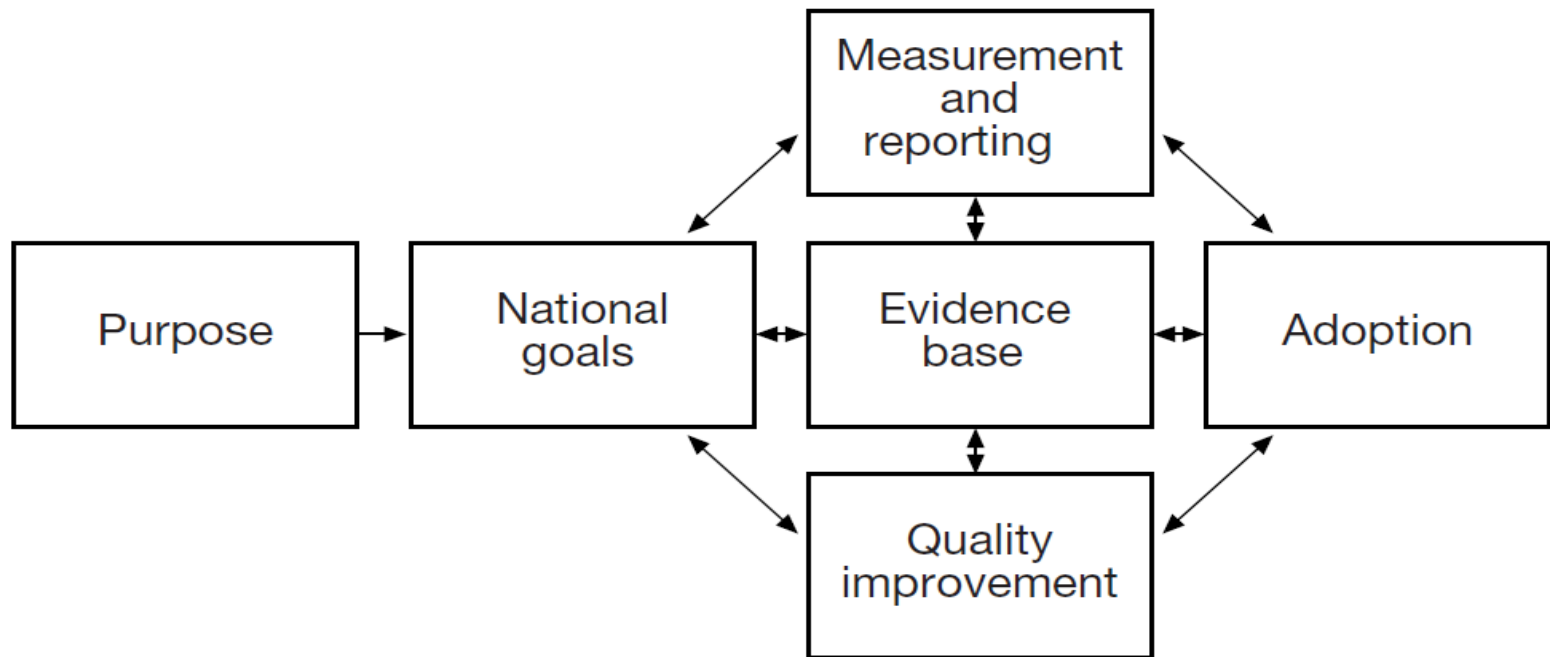 Measurement
and
reporting
Purpose
National
goals
Evidence
base
Adoption
Quality
improvement